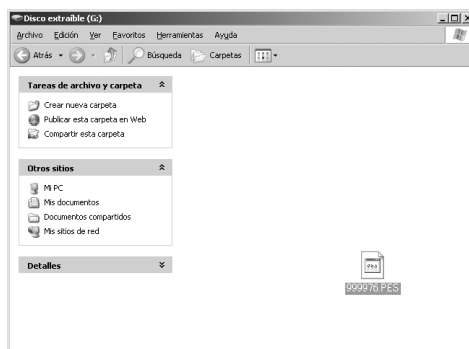 Disco extraíble (G:)
Archivo Edición Ver Favoritos Herramientas Ayuda
Atrás Búsqueda Carpetas
Tareas de archivo y carpeta
Crear nueva carpeta
Publicar esta carpeta en Web
Compartir esta carpeta
Otros sitios
Mi PC
Mis documentos
Documentos compartidos
Mis sitios de red
Detalles
999976.PES